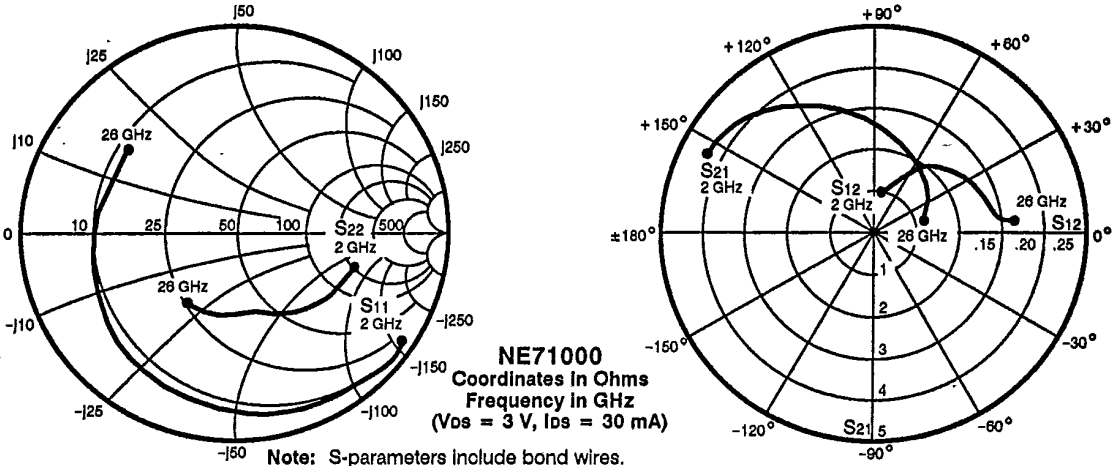 j50
j25
j100
j150
j10
j250
26 GHz
0
10
25
50
100
500
S22
2 GHz
26 GHz
S11
2 GHz
-j10
-j250
-j150
-j25
-j100
-j50
+90°
+120°
+60°
+150°
+30°
S21
2 GHz
S12
2 GHz
26 GHz
26 GHz
S12
±180°
0°
.15
.20
.25
1
2
3
4
S21 5
-150°
-30°
-120°
-60°
-90°
NE71000
Coordinates in Ohms
Frequency in GHz
(VDS = 3 V, IDS = 30 mA)
Note: S-parameters include bond wires.